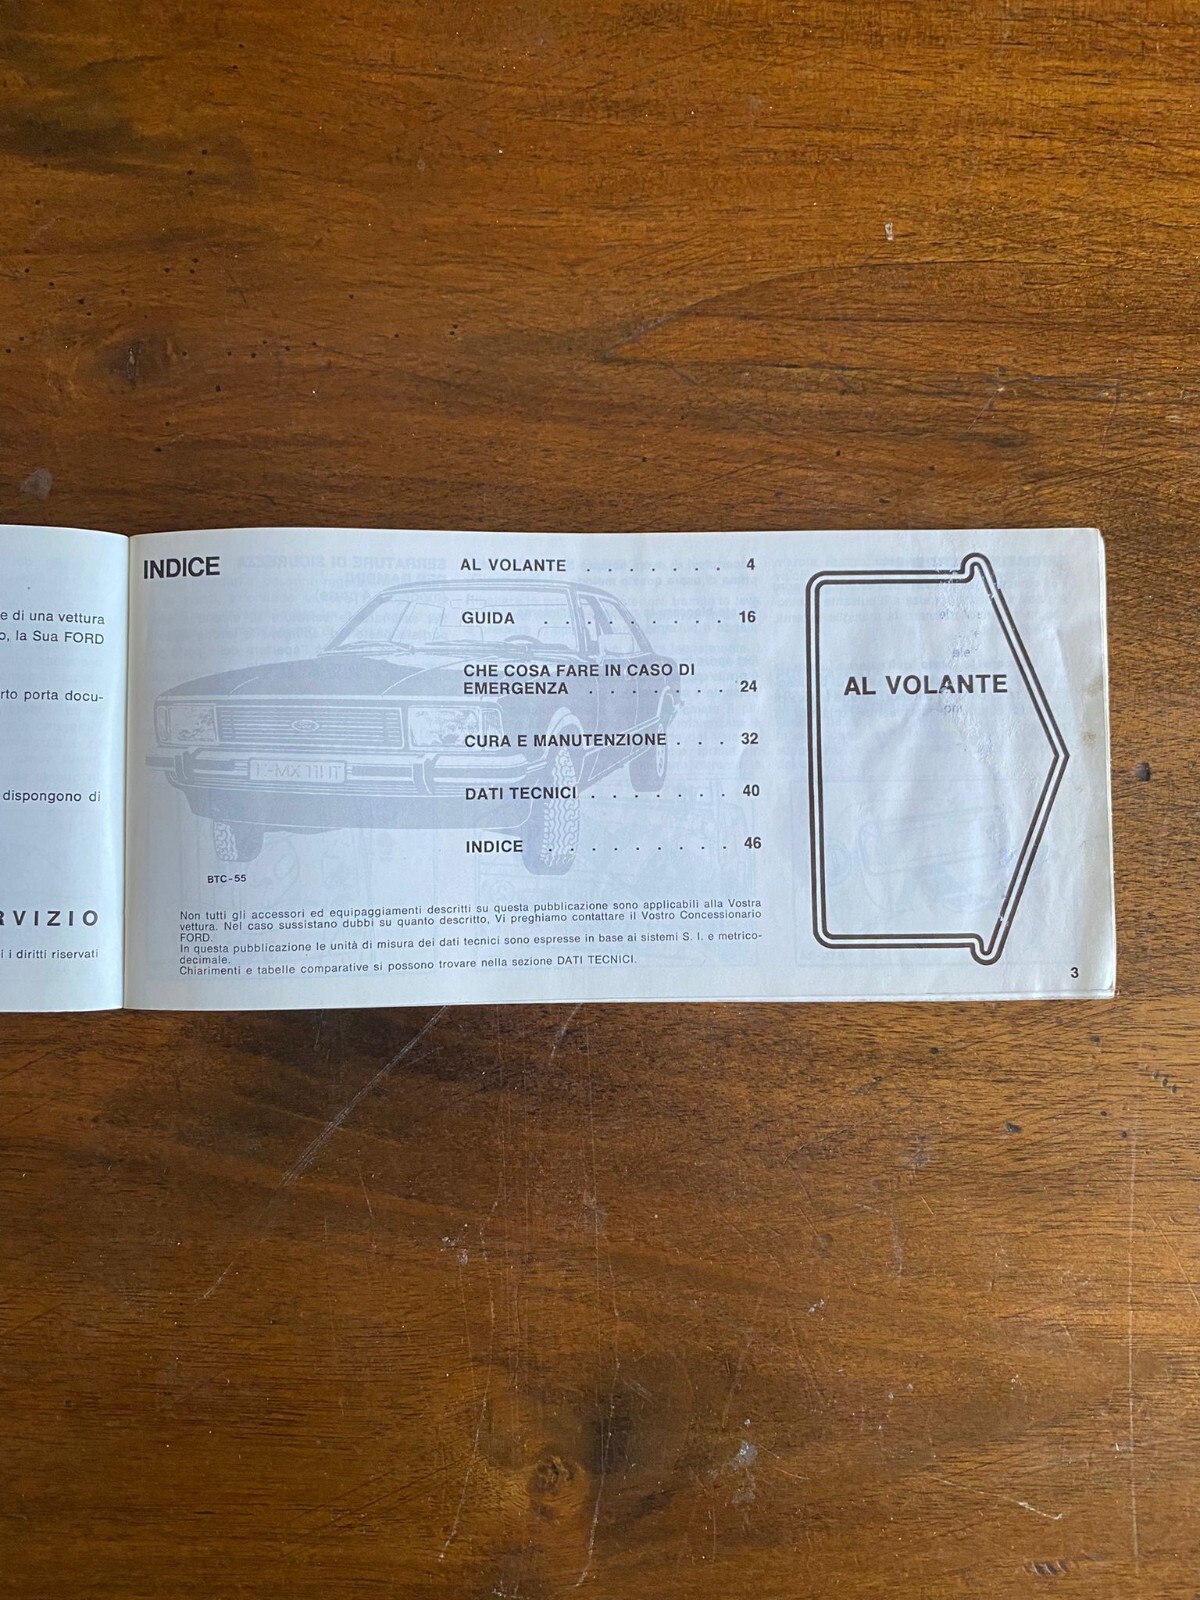 e di una vettura
o, la Sua FORD
rto porta docu-
dispongono di
RVIZIO
i i diritti riservati
INDICE
AL VOLANTE . . . . . . . 4
GUIDA . . . . . . . . . 16
CHE COSA FARE IN CASO DI
EMERGENZA . . . . . . . 24
CURA E MANUTENZIONE . . . 32
DATI TECNICI . . . . . . . 40
INDICE . . . . . . . . . 46
Ford
BTC-55
Non tutti gli accessori ed equipaggiamenti descritti su questa pubblicazione sono applicabili alla Vostra
vettura. Nel caso sussistano dubbi su quanto descritto, Vi preghiamo contattare il Vostro Concessionario
FORD.
In questa pubblicazione le unità di misura dei dati tecnici sono espresse in base ai sistemi S. I. e metrico-
decimale.
Chiarimenti e tabelle comparative si possono trovare nella sezione DATI TECNICI.
AL VOLANTE
3